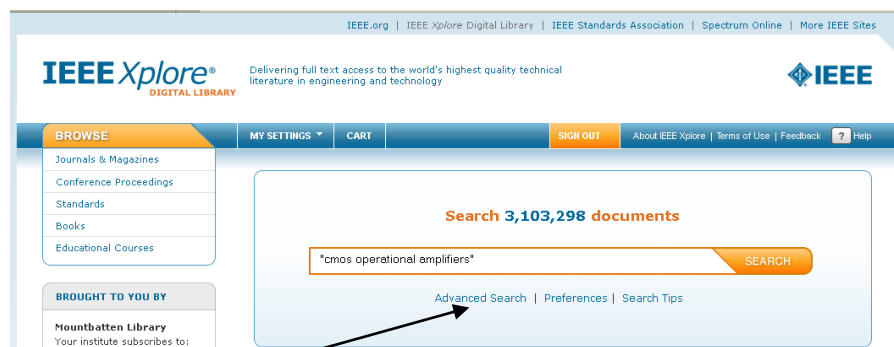 IEEE.org | IEEE Xplore Digital Library | IEEE Standards Association | Spectrum Online | More IEEE Sites
IEEE Xplore®
DIGITAL LIBRARY
Delivering full text access to the world's highest quality technical
literature in engineering and technology
IEEE
BROWSE
MY SETTINGS
CART
SIGN OUT
About IEEE Xplore | Terms of Use | Feedback ? Help
Journals & Magazines
Conference Proceedings
Standards
Books
Educational Courses
Search 3,103,298 documents
"cmos operational amplifiers"
SEARCH
Advanced Search | Preferences | Search Tips
BROUGHT TO YOU BY
Mountbatten Library
Your institute subscribes to: